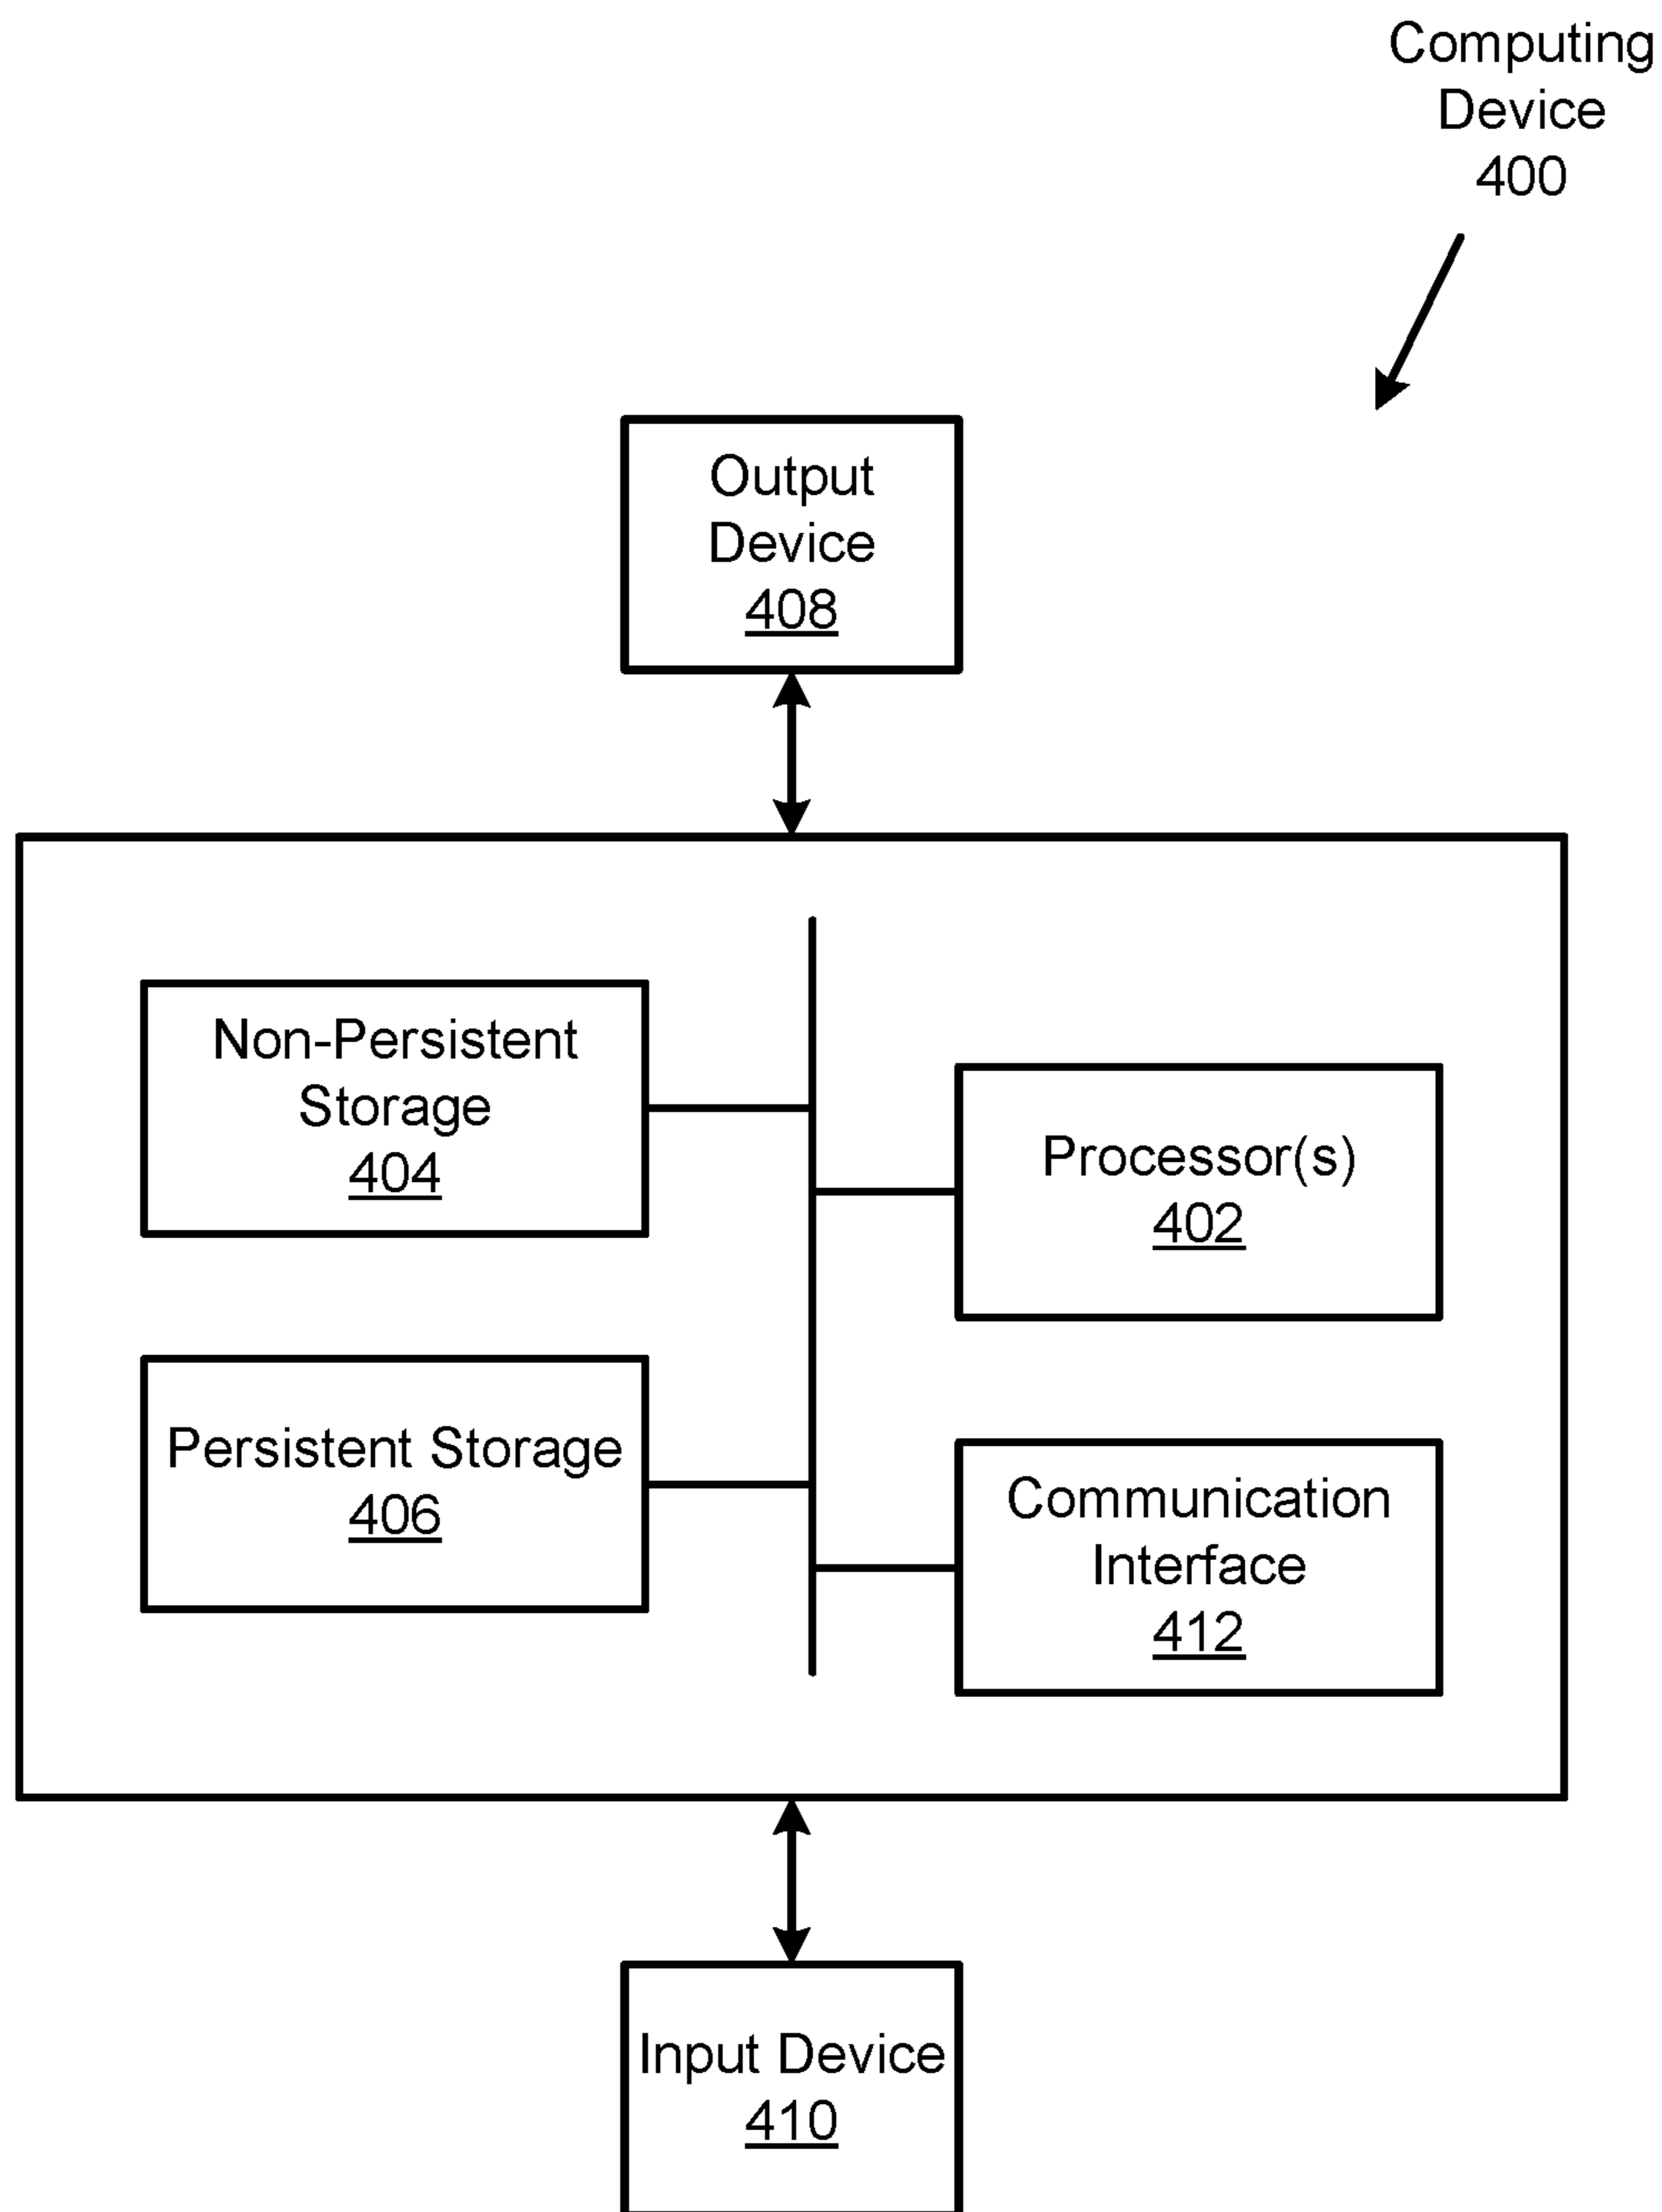 Computing
Device
400
Output
Device
408
Non-Persistent
Storage
404
Processor(s)
402
Persistent Storage
406
Communication
Interface
412
Input Device
410